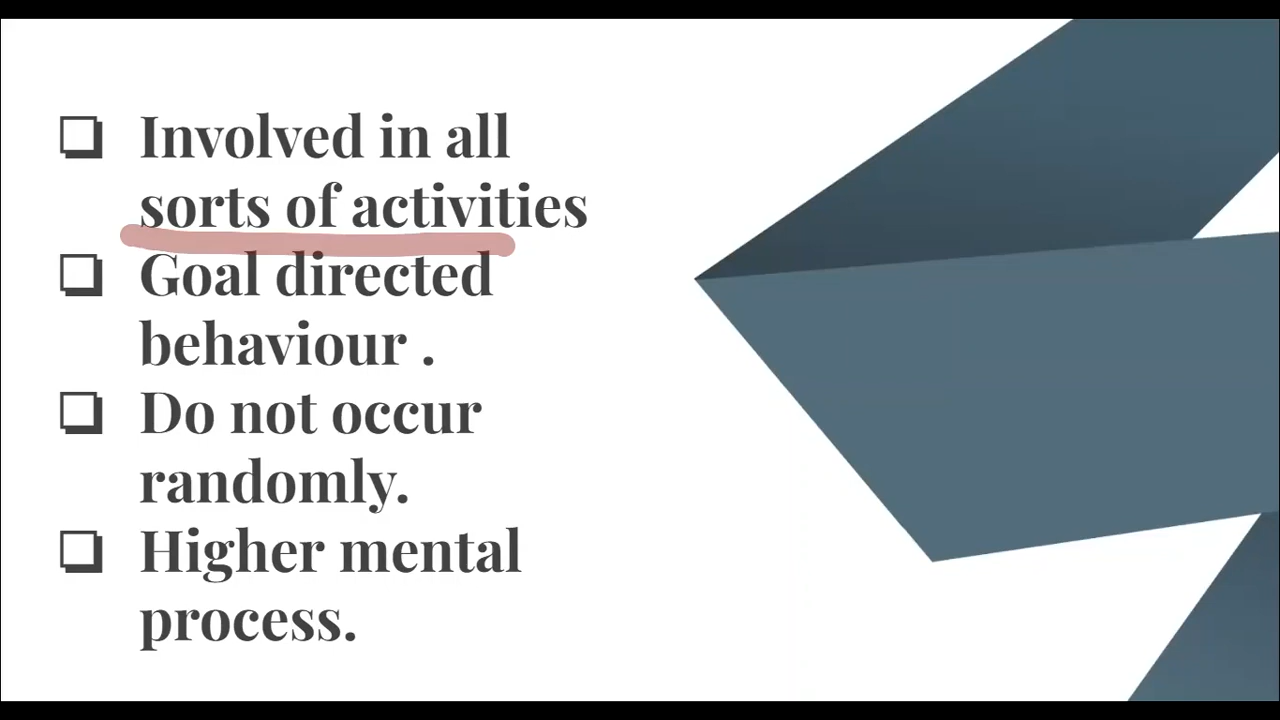 ❑ Involved in all
sorts of activities
❑ Goal directed
behaviour .
❑ Do not occur
randomly.
❑ Higher mental
process.